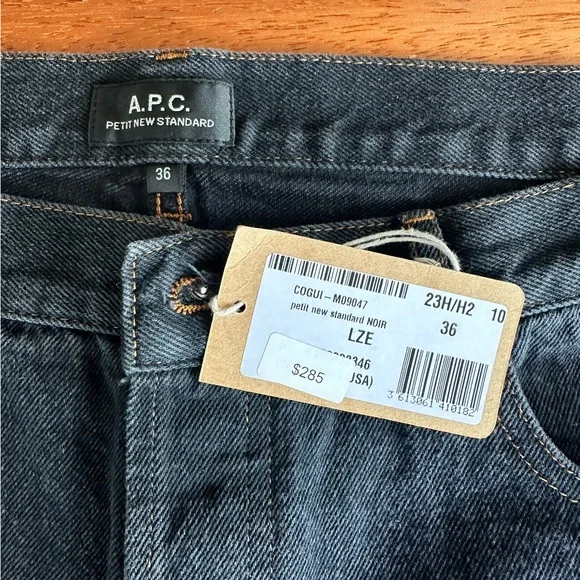 A.P.C.
PETIT NEW STANDARD
36
COGUI-M09047
petit new standard NOIR
LZE
23H/H2 10
36
$285
3 613061 410182